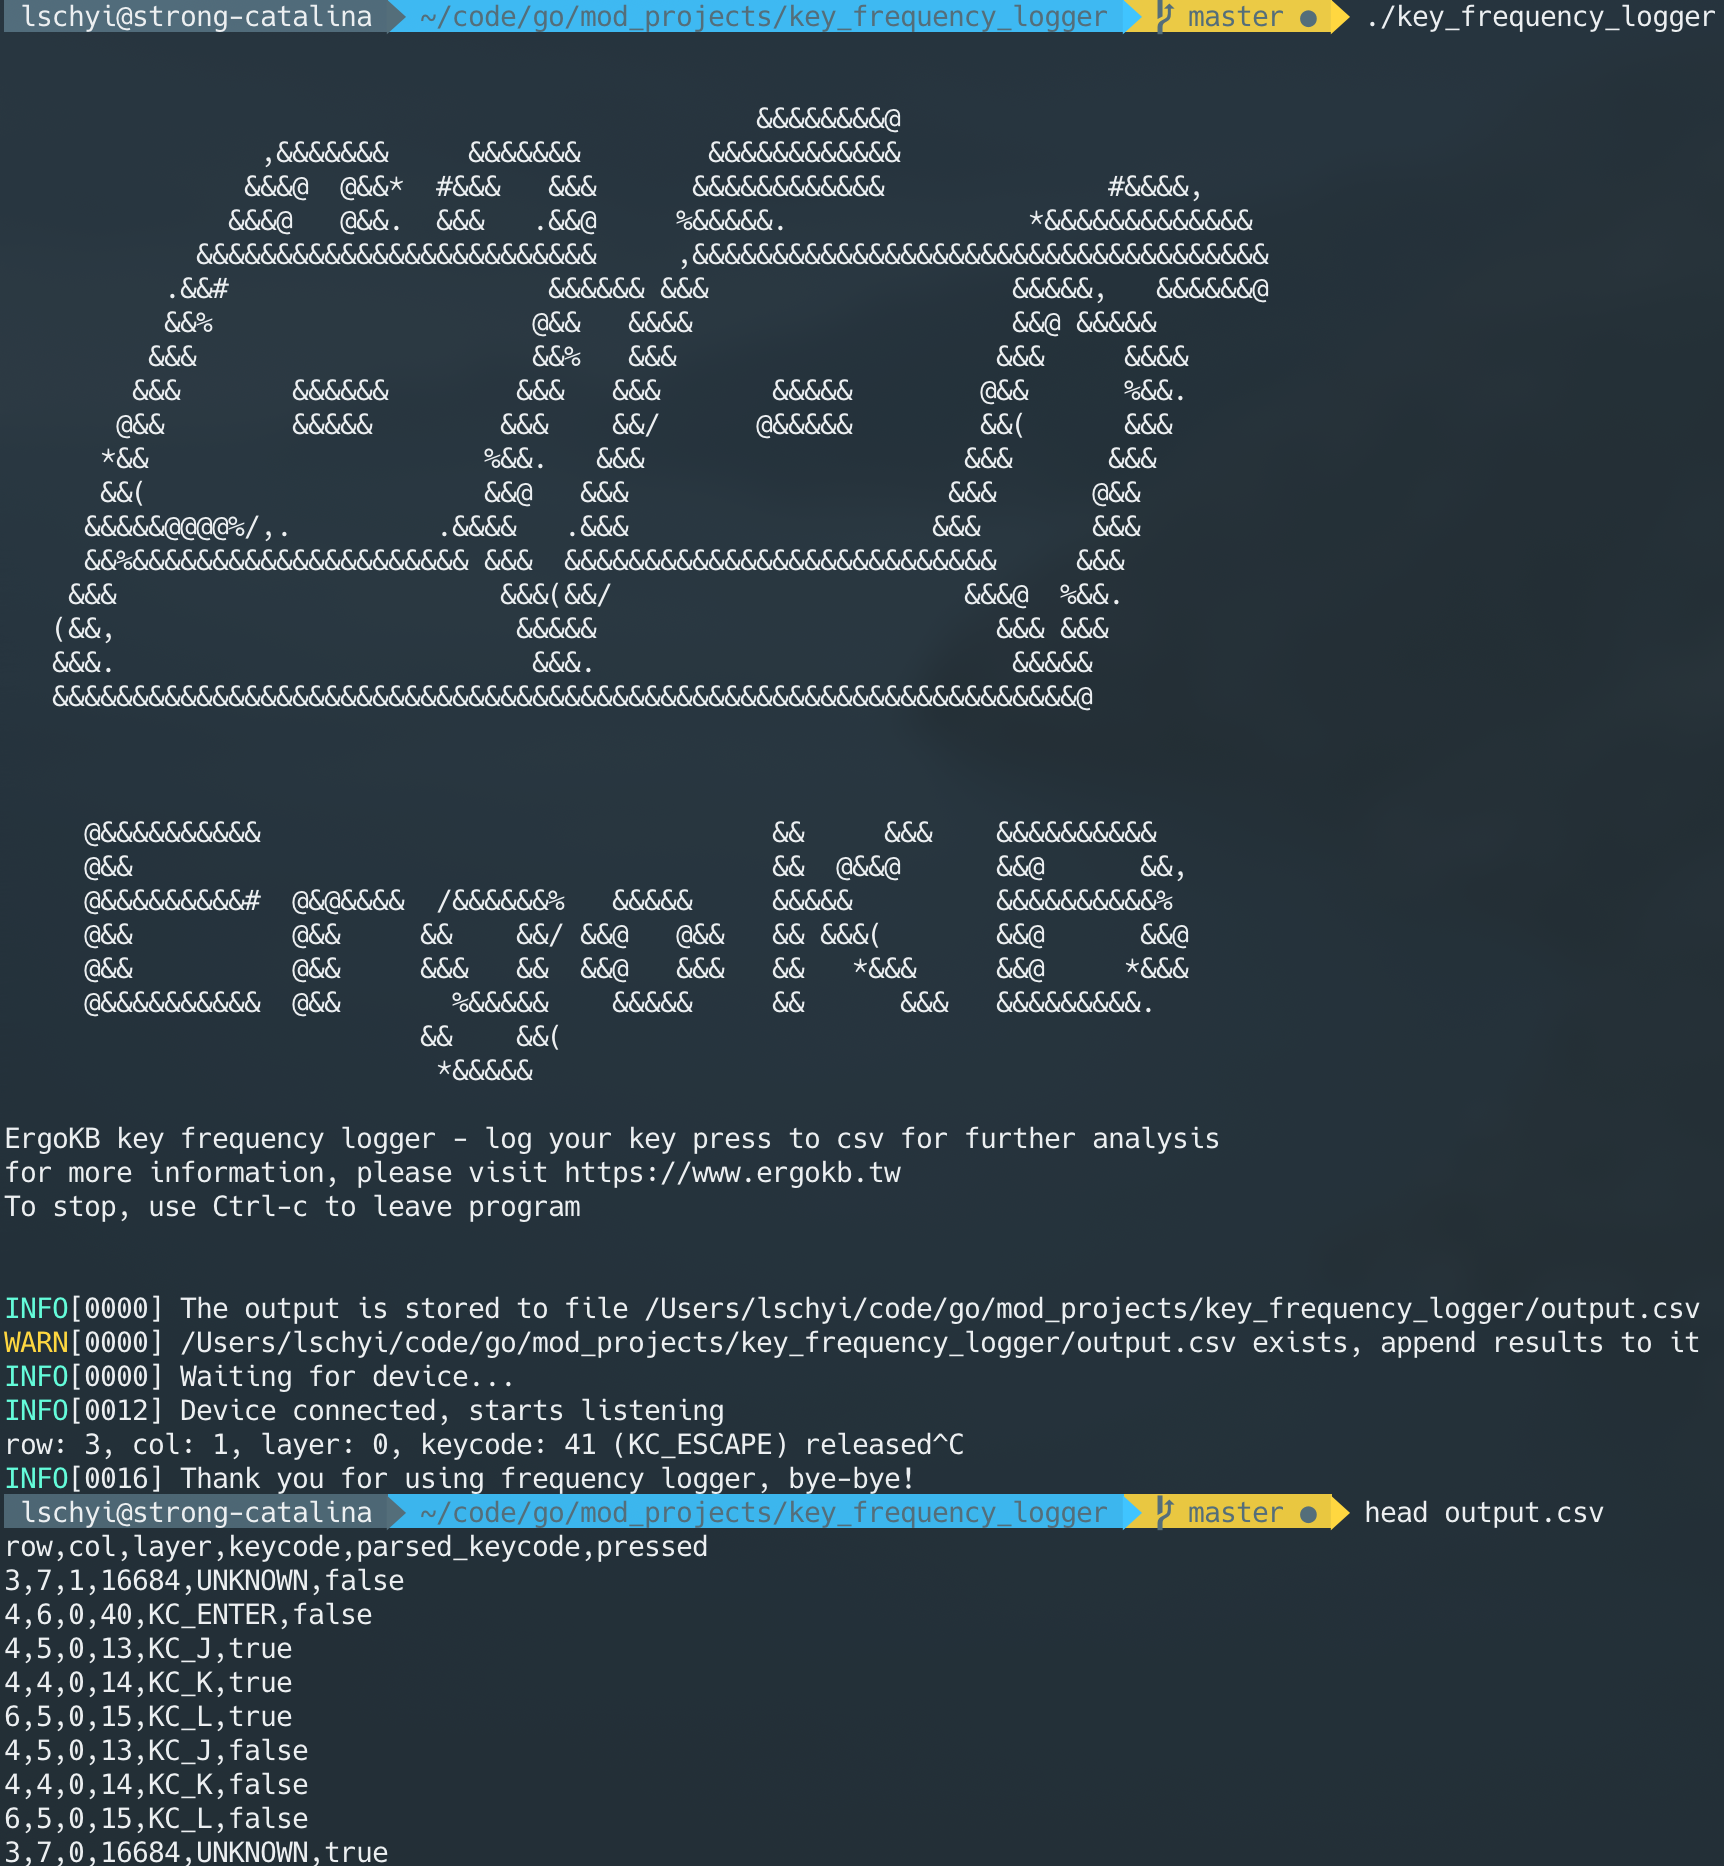 lschyi@strong-catalina ~/code/go/mod_projects/key_frequency_logger master ● ./key_frequency_logger
ErgoKB
ErgoKB key frequency logger - log your key press to csv for further analysis
for more information, please visit https://www.ergokb.tw
To stop, use Ctrl-c to leave program
INFO[0000] The output is stored to file /Users/lschyi/code/go/mod_projects/key_frequency_logger/output.csv
WARN[0000] /Users/lschyi/code/go/mod_projects/key_frequency_logger/output.csv exists, append results to it
INFO[0000] Waiting for device...
INFO[0012] Device connected, starts listening
row: 3, col: 1, layer: 0, keycode: 41 (KC_ESCAPE) released^C
INFO[0016] Thank you for using frequency logger, bye-bye!
lschyi@strong-catalina ~/code/go/mod_projects/key_frequency_logger master ● head output.csv
row,col,layer,keycode,parsed_keycode,pressed
3,7,1,16684,UNKNOWN,false
4,6,0,40,KC_ENTER,false
4,5,0,13,KC_J,true
4,4,0,14,KC_K,true
6,5,0,15,KC_L,true
4,5,0,13,KC_J,false
4,4,0,14,KC_K,false
6,5,0,15,KC_L,false
3,7,0,16684,UNKNOWN,true